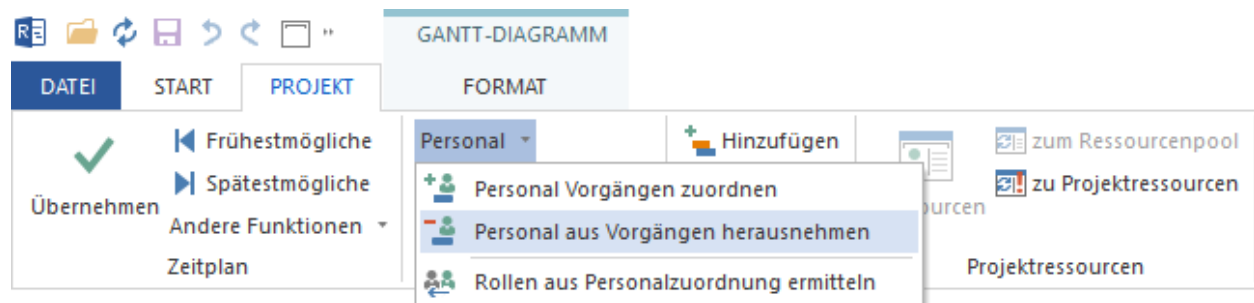 GANTT-DIAGRAMM
DATEI START PROJEKT FORMAT
Frühestmögliche
Spätestmögliche
Übernehmen
Andere Funktionen
Zeitplan
Personal
Hinzufügen
Personal Vorgängen zuordnen
Personal aus Vorgängen herausnehmen
Rollen aus Personalzuordnung ermitteln
zum Ressourcenpool
zu Projektressourcen
Projektressourcen